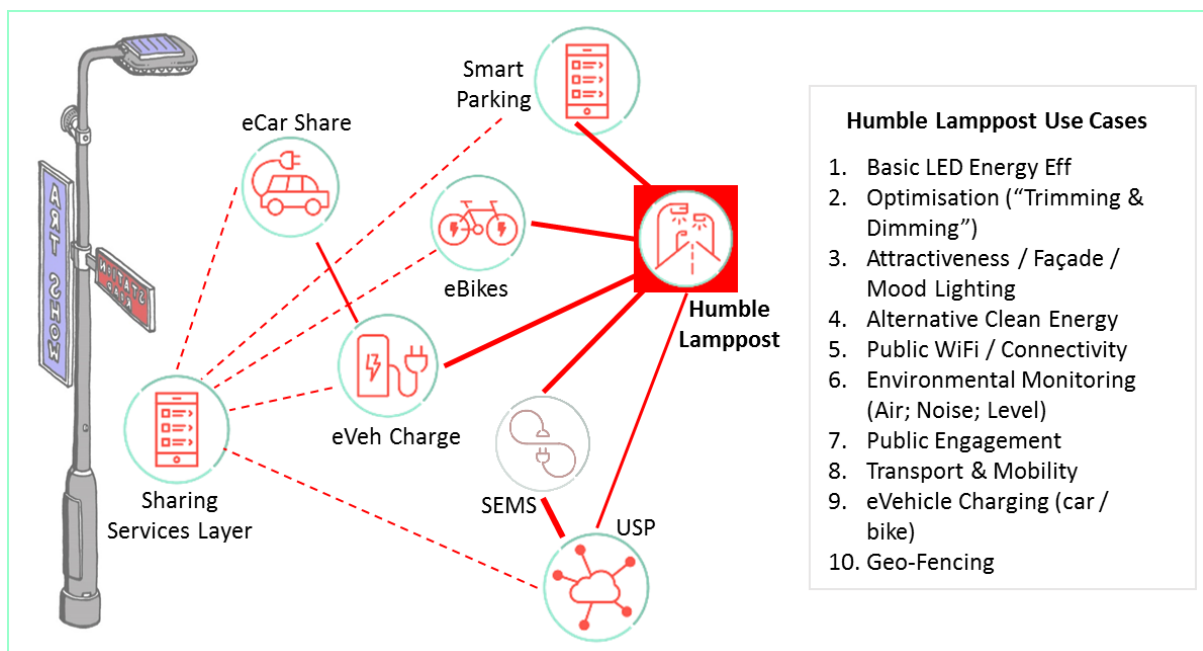 ART SHOW
STATION
ROAD
Smart
Parking
eCar Share
eBikes
Humble
Lamppost
eVeh Charge
Sharing
Services Layer
SEMS
USP
Humble Lamppost Use Cases
1. Basic LED Energy Eff
2. Optimisation (“Trimming &
Dimming”)
3. Attractiveness / Façade /
Mood Lighting
4. Alternative Clean Energy
5. Public WiFi / Connectivity
6. Environmental Monitoring
(Air; Noise; Level)
7. Public Engagement
8. Transport & Mobility
9. eVehicle Charging (car /
bike)
10. Geo-Fencing